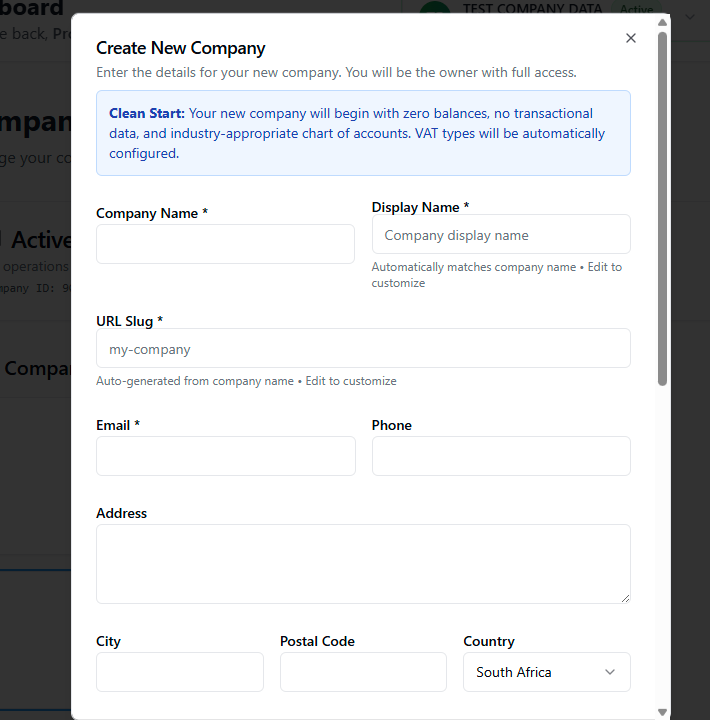 board
TEST COMPANY DATA Active
e back, Pro
Create New Company
Enter the details for your new company. You will be the owner with full access.
Clean Start: Your new company will begin with zero balances, no transactional
data, and industry-appropriate chart of accounts. VAT types will be automatically
configured.
mpan
ge your co
Company Name *
Display Name *
Company display name
Automatically matches company name • Edit to
customize
Active
operations
mpany ID: 90
URL Slug *
my-company
Auto-generated from company name • Edit to customize
Compa
Email *
Phone
Address
City
Postal Code
Country
South Africa